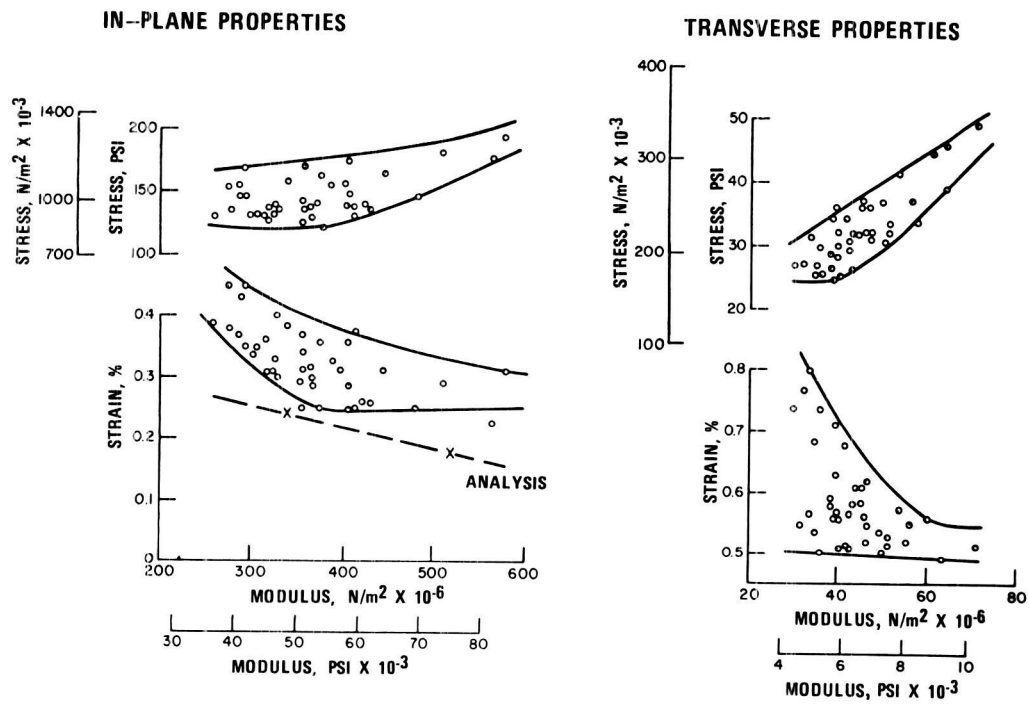 IN--PLANE PROPERTIES
STRESS, N/m² X 10⁻³
1400
1000
700
STRESS, PSI
200
150
100
STRAIN, %
0.4
0.3
0.2
0.1
0
ANALYSIS
200 300 400 500 600
MODULUS, N/m² X 10⁻⁶
30 40 50 60 70 80
MODULUS, PSI X 10⁻³
TRANSVERSE PROPERTIES
STRESS, N/m² X 10⁻³
400
300
200
100
STRESS, PSI
50
40
30
20
STRAIN, %
0.8
0.7
0.6
0.5
20 40 60 80
MODULUS, N/m² X 10⁻⁶
4 6 8 10
MODULUS, PSI X 10⁻³